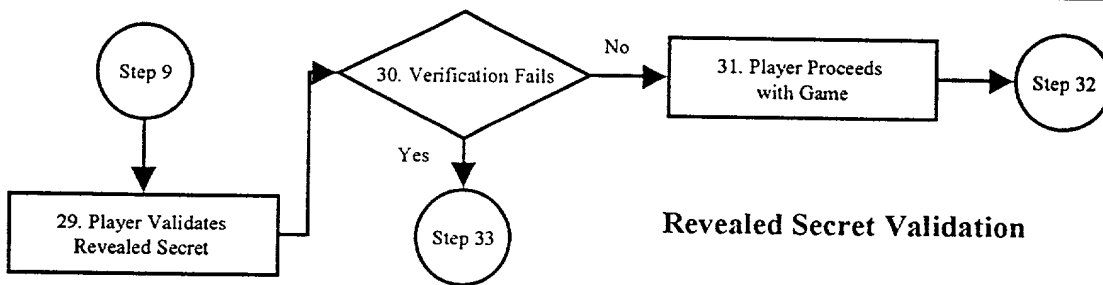 Step 9
29. Player Validates
Revealed Secret
30. Verification Fails
No
Yes
Step 33
31. Player Proceeds
with Game
Step 32
Revealed Secret Validation